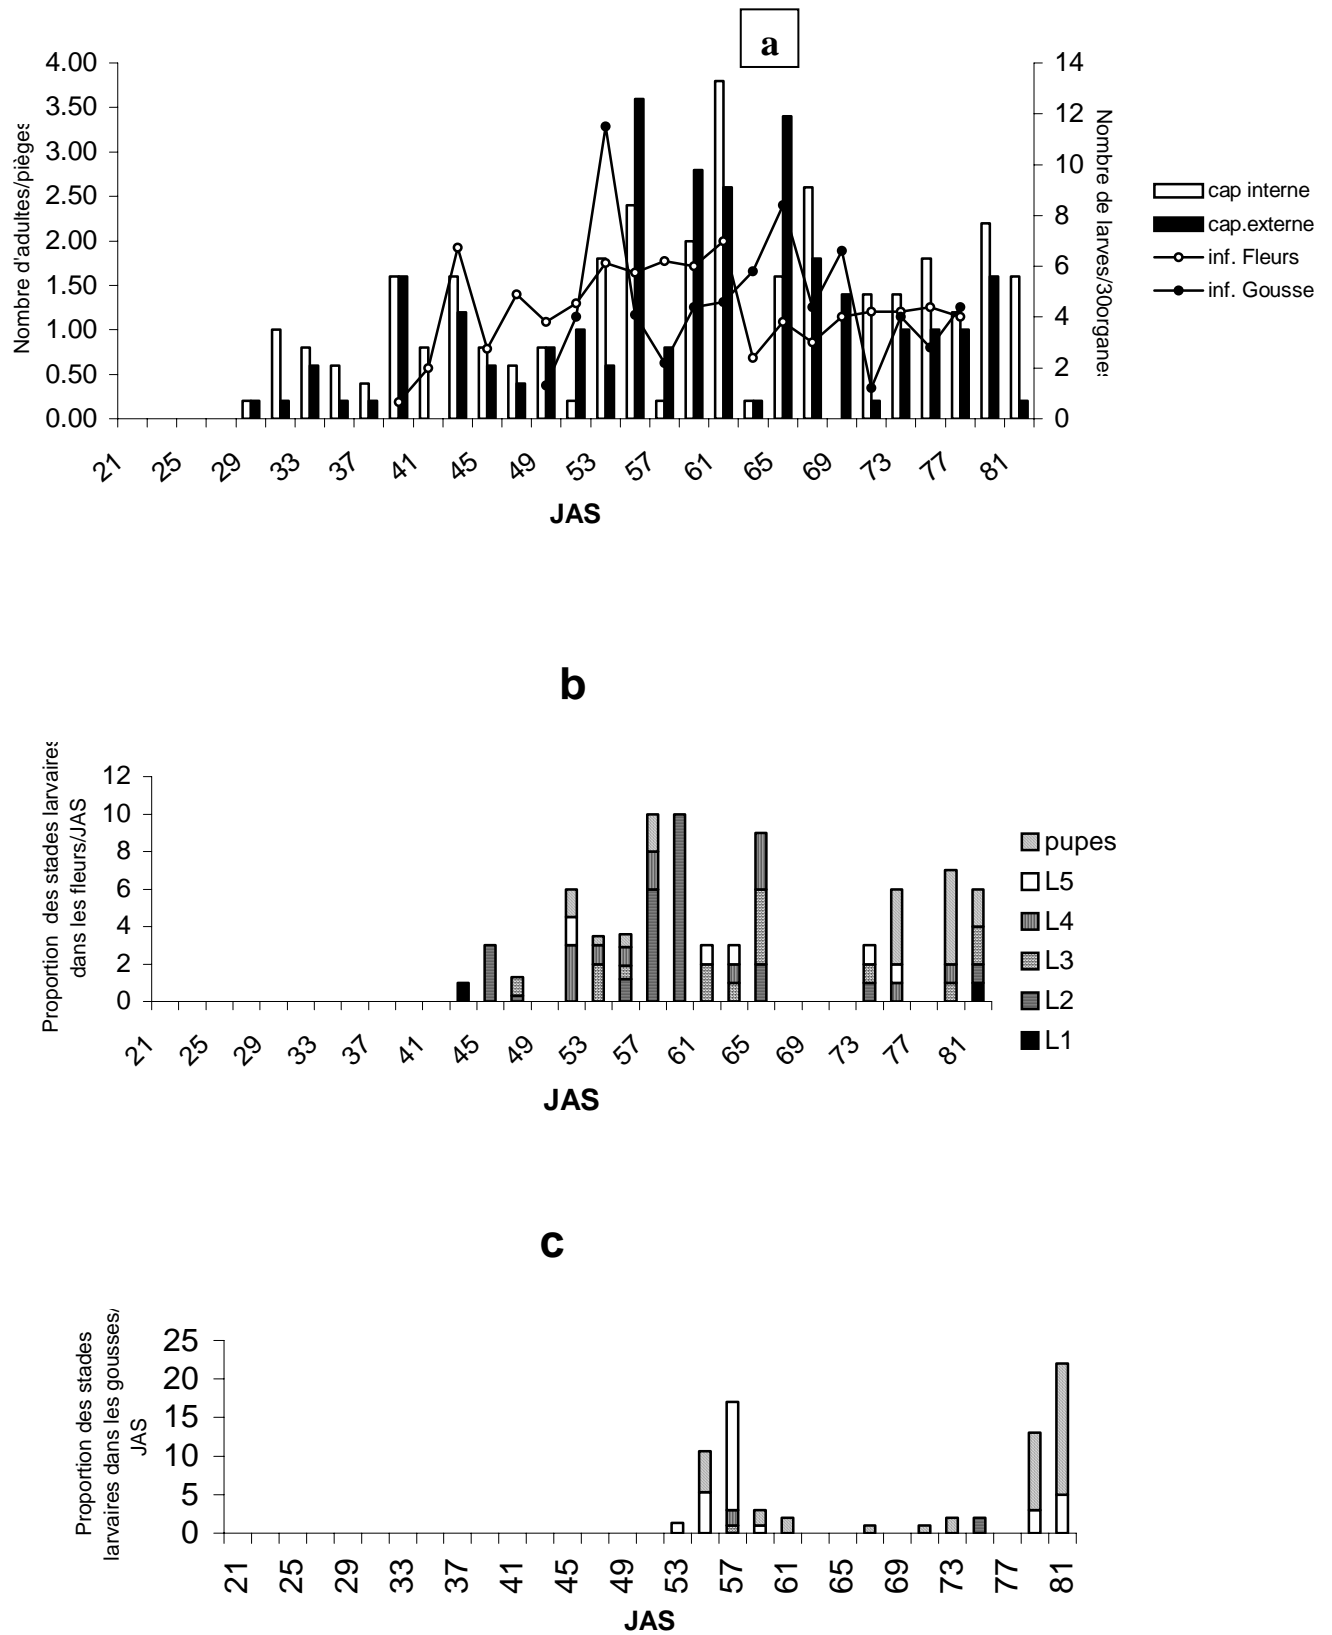 a
4.00
3.50
3.00
2.50
2.00
1.50
1.00
0.50
0.00
Nombre d'adultes/pièges
14
12
10
8
6
4
2
0
Nombre de larves/30organes
cap interne
cap.externe
inf. Fleurs
inf. Gousse
21 25 29 33 37 41 45 49 53 57 61 65 69 73 77 81
JAS
b
Proportion des stades larvaires
dans les fleurs/JAS
12
10
8
6
4
2
0
pupes
L5
L4
L3
L2
L1
21 25 29 33 37 41 45 49 53 57 61 65 69 73 77 81
JAS
c
Proportion des stades
larvaires dans les gousses/
JAS
25
20
15
10
5
0
21 25 29 33 37 41 45 49 53 57 61 65 69 73 77 81
JAS